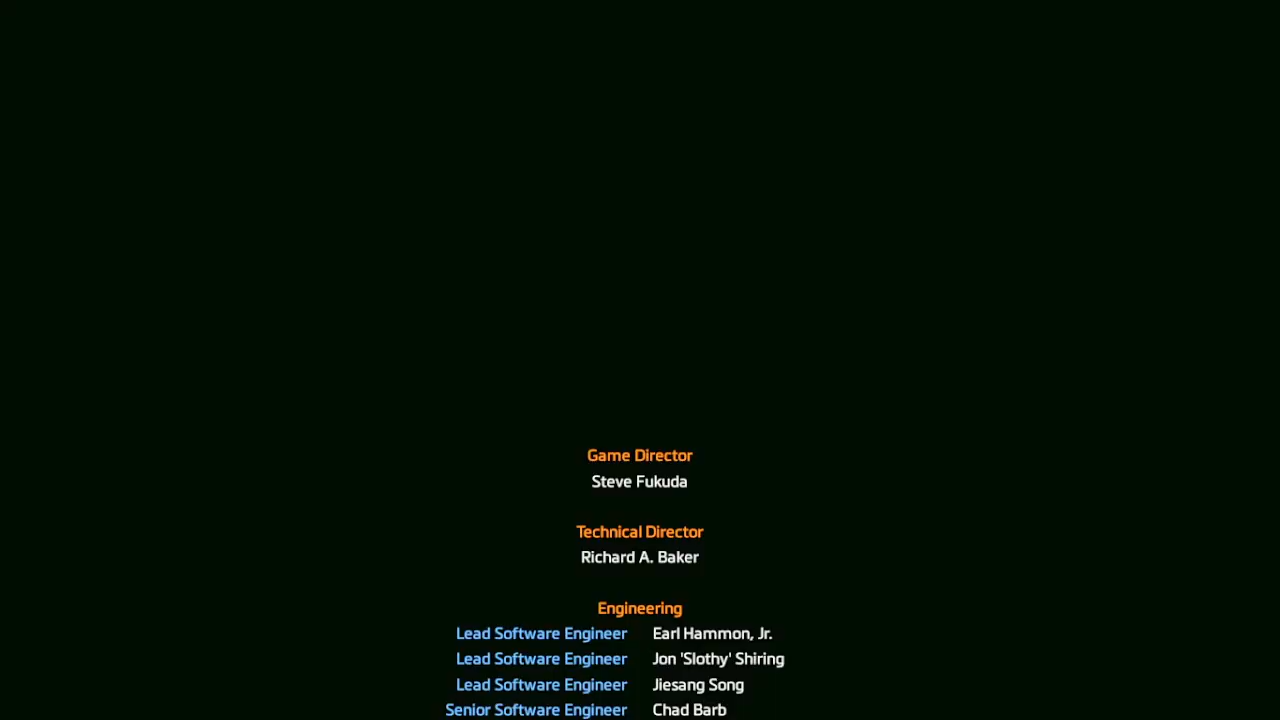 Game Director
Steve Fukuda
Technical Director
Richard A. Baker
Engineering
Lead Software Engineer Earl Hammon, Jr.
Lead Software Engineer Jon 'Slothy' Shiring
Lead Software Engineer Jiesang Song
Senior Software Engineer Chad Barb